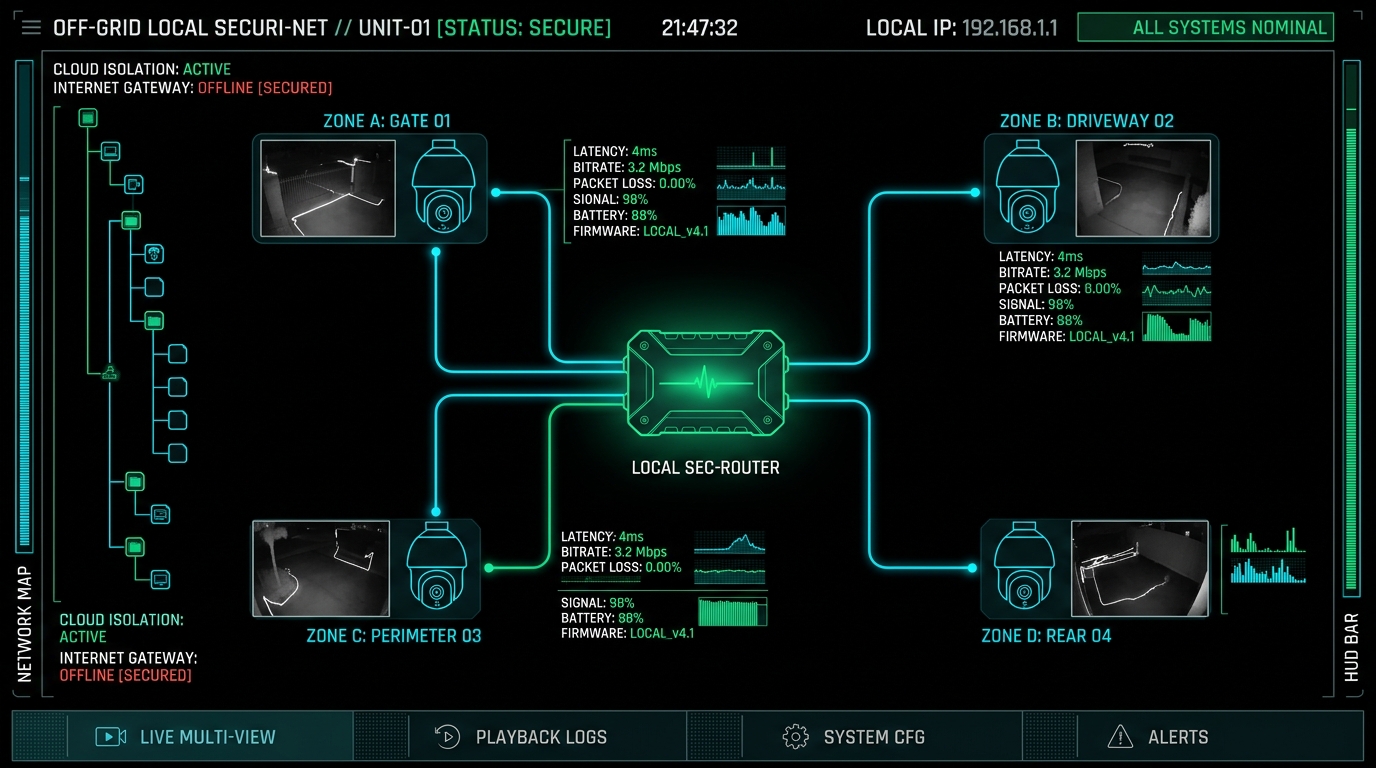 OFF-GRID LOCAL SECURI-NET // UNIT-01 [STATUS: SECURE]
21:47:32
LOCAL IP: 192.168.1.1
ALL SYSTEMS NOMINAL
CLOUD ISOLATION: ACTIVE
INTERNET GATEWAY: OFFLINE [SECURED]
ZONE A: GATE 01
LATENCY: 4ms
BITRATE: 3.2 Mbps
PACKET LOSS: 0.00%
SIGNAL: 98%
BATTERY: 88%
FIRMWARE: LOCAL_v4.1
ZONE B: DRIVEWAY 02
LATENCY: 4ms
BITRATE: 3.2 Mbps
PACKET LOSS: 0.00%
SIGNAL: 98%
BATTERY: 88%
FIRMWARE: LOCAL_v4.1
LOCAL SEC-ROUTER
LATENCY: 4ms
BITRATE: 3.2 Mbps
PACKET LOSS: 0.00%
SIGNAL: 98%
BATTERY: 88%
FIRMWARE: LOCAL_v4.1
ZONE C: PERIMETER 03
ZONE D: REAR 04
CLOUD ISOLATION:
ACTIVE
INTERNET GATEWAY:
OFFLINE [SECURED]
NETWORK MAP
HUD BAR
LIVE MULTI-VIEW
PLAYBACK LOGS
SYSTEM CFG
ALERTS